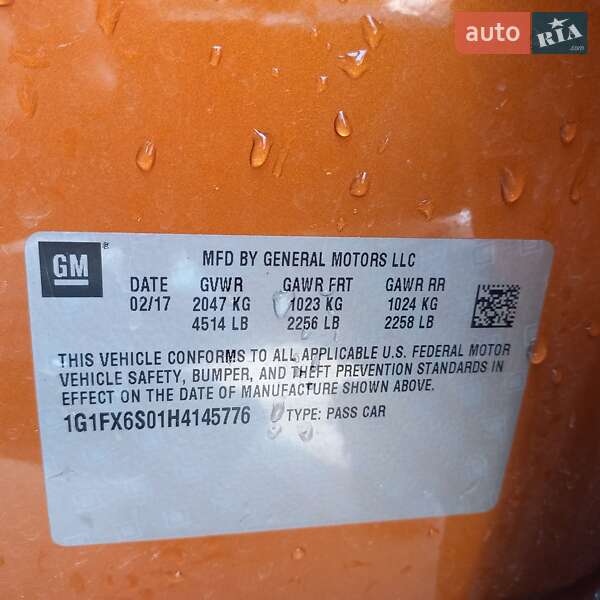 auto RIA
.com
GM
MFD BY GENERAL MOTORS LLC
DATE GVWR GAWR FRT GAWR RR
02/17 2047 KG 1023 KG 1024 KG
4514 LB 2256 LB 2258 LB
THIS VEHICLE CONFORMS TO ALL APPLICABLE U.S. FEDERAL MOTOR
VEHICLE SAFETY, BUMPER, AND THEFT PREVENTION STANDARDS IN
EFFECT ON THE DATE OF MANUFACTURE SHOWN ABOVE.
1G1FX6S01H4145776 TYPE: PASS CAR